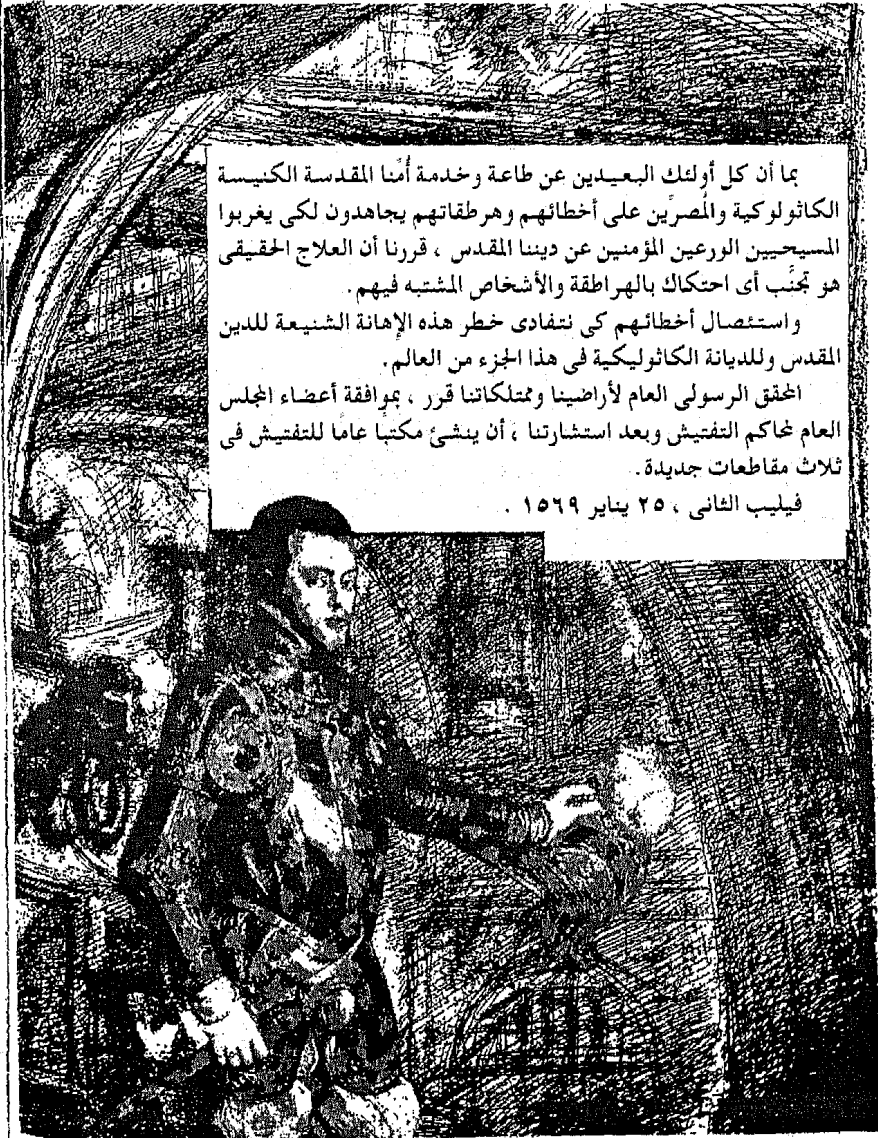 بما أن كل أولئك البعيدين عن طاعة وخدمة أُمِّنا المقدسة الكنيسة
الكاثولوكية والمُصرِّين على أخطائهم وهرطقاتهم يجاهدون لكى يغربوا
المسيحيين الورعين المؤمنين عن ديننا المقدس ، قررنا أن العلاج الحقيقى
هو تجنَّب أى احتكاك بالهراطقة والأشخاص المشتبه فيهم.
واستئصال أخطائهم كى نتفادى خطر هذه الإهانة الشنيعة للدين
المقدس وللديانة الكاثوليكية فى هذا الجزء من العالم.
المحقق الرسولى العام لأراضينا وممتلكاتنا قرر ، بموافقة أعضاء المجلس
العام لمحاكم التفتيش وبعد استشارتنا ، أن ينشئ مكتبا عامًا للتفتيش فى
ثلاث مقاطعات جديدة.
فيليب الثانى ، ٢٥ يناير ١٥٦٩ .